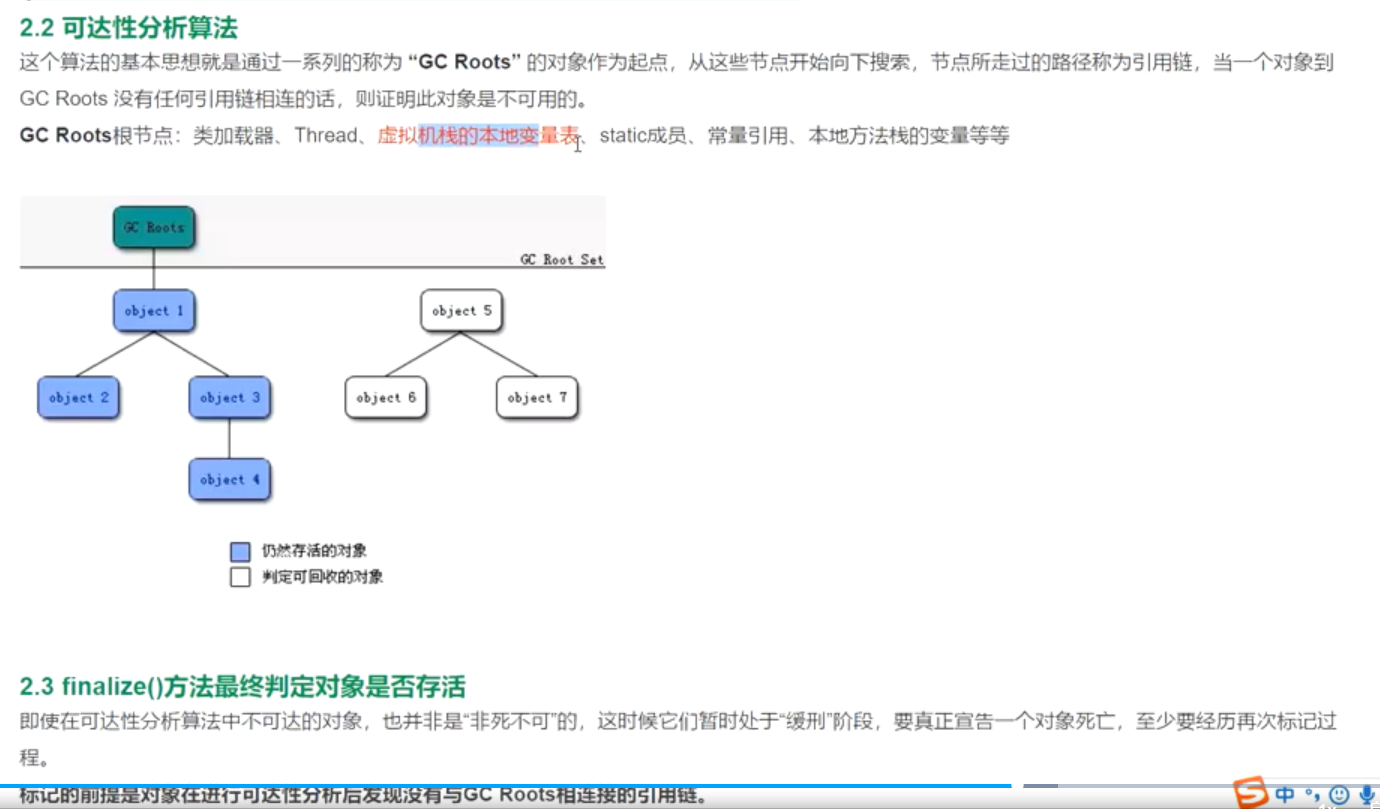 2.2 可达性分析算法
这个算法的基本思想就是通过一系列的称为 “GC Roots” 的对象作为起点，从这些节点开始向下搜索，节点所走过的路径称为引用链，当一个对象到
GC Roots 没有任何引用链相连的话，则证明此对象是不可用的。
GC Roots根节点：类加载器、Thread、虚拟机栈的本地变量表、static成员、常量引用、本地方法栈的变量等等
GC Roots
GC Root Set
object 1
object 5
object 2
object 3
object 6
object 7
object 4
仍然存活的对象
判定可回收的对象
2.3 finalize()方法最终判定对象是否存活
即使在可达性分析算法中不可达的对象，也并非是“非死不可”的，这时候它们暂时处于“缓刑”阶段，要真正宣告一个对象死亡，至少要经历再次标记过
程。
标记的前提是对象在进行可达性分析后发现没有与GC Roots相连接的引用链。
中